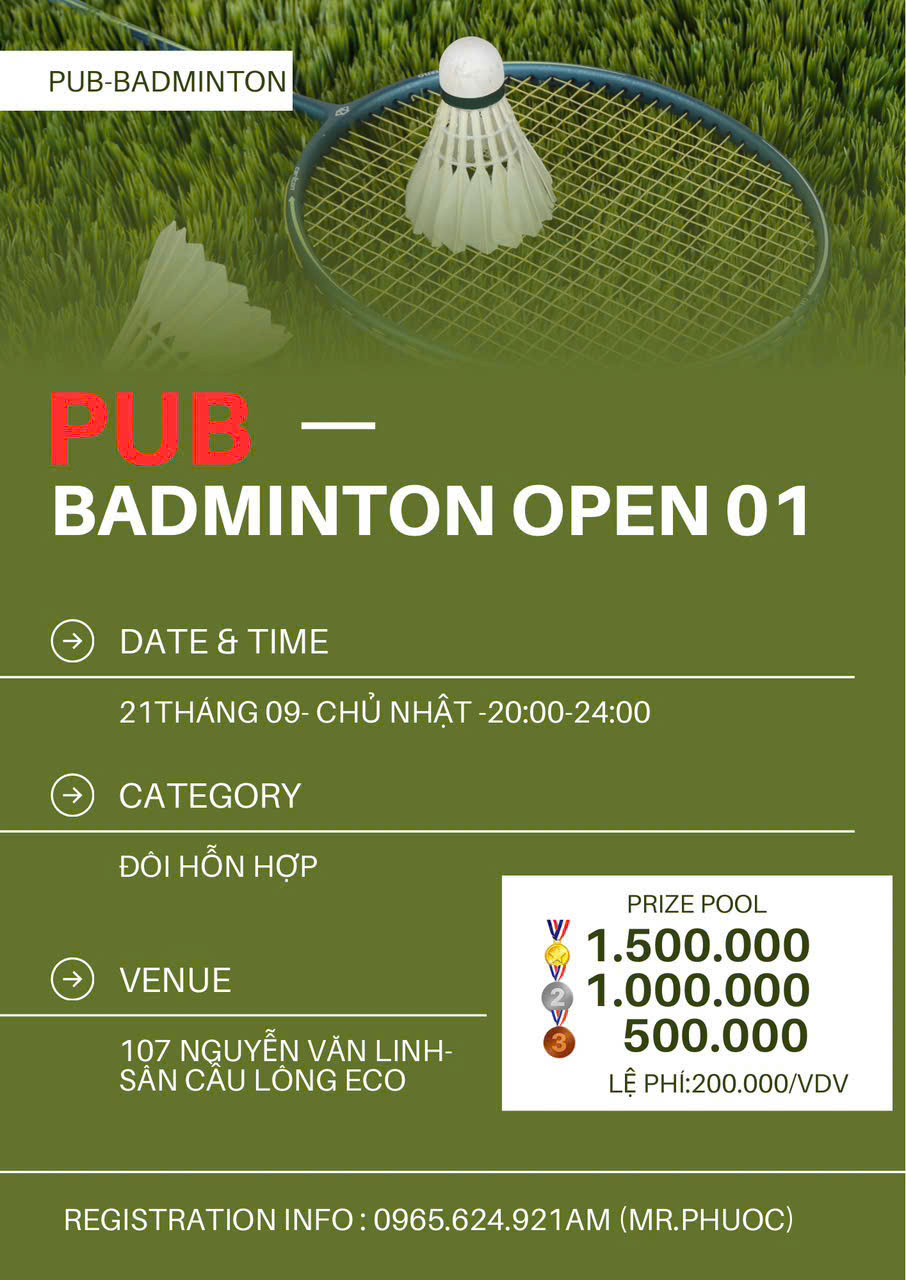 PUB-BADMINTON
PUB —
BADMINTON OPEN 01
DATE & TIME
21THÁNG 09- CHỦ NHẬT -20:00-24:00
CATEGORY
ĐÔI HỖN HỢP
VENUE
107 NGUYỄN VĂN LINH-
SÂN CẦU LÔNG ECO
PRIZE POOL
1.500.000
2 1.000.000
3 500.000
LỆ PHÍ:200.000/VDV
REGISTRATION INFO : 0965.624.921AM (MR.PHUOC)